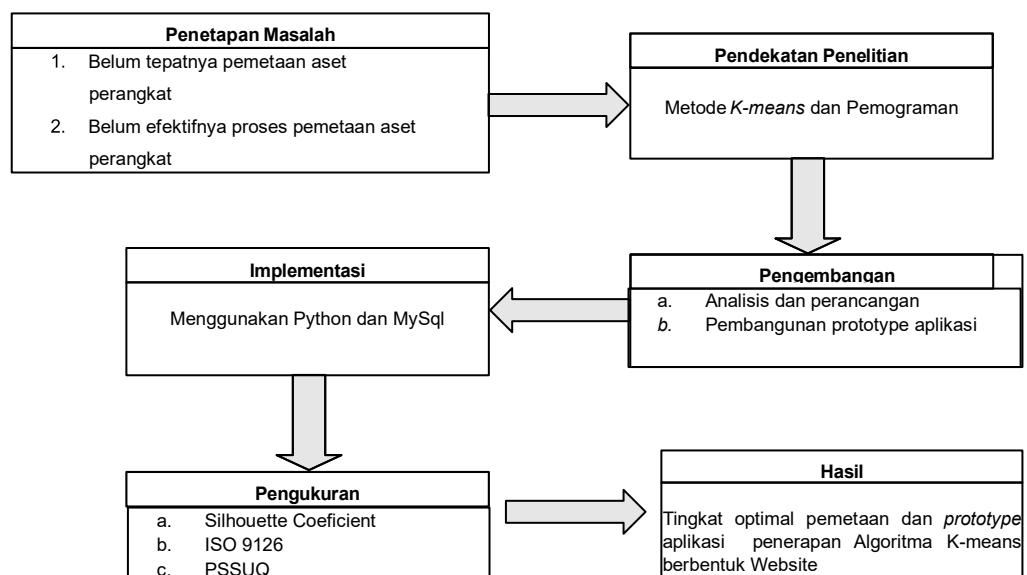 Penetapan Masalah
1. Belum tepatnya pemetaan aset
perangkat
2. Belum efektifnya proses pemetaan aset
perangkat
Pendekatan Penelitian
Metode K-means dan Pemograman
Pengembangan
a. Analisis dan perancangan
b. Pembangunan prototype aplikasi
Implementasi
Menggunakan Python dan MySql
Pengukuran
a. Silhouette Coeficient
b. ISO 9126
c. PSSUQ
Hasil
Tingkat optimal pemetaan dan prototype
aplikasi penerapan Algoritma K-means
berbentuk Website